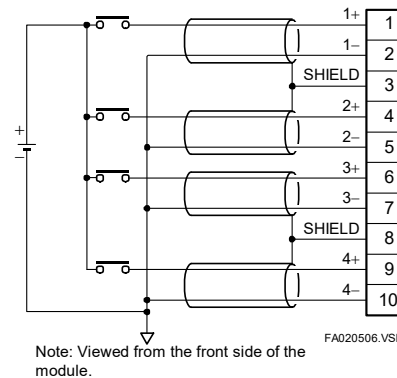 1+ 1
1− 2
SHIELD 3
2+ 4
2− 5
3+ 6
3− 7
SHIELD 8
4+ 9
4− 10
+
−
FA020506.VSD
Note: Viewed from the front side of the
module.